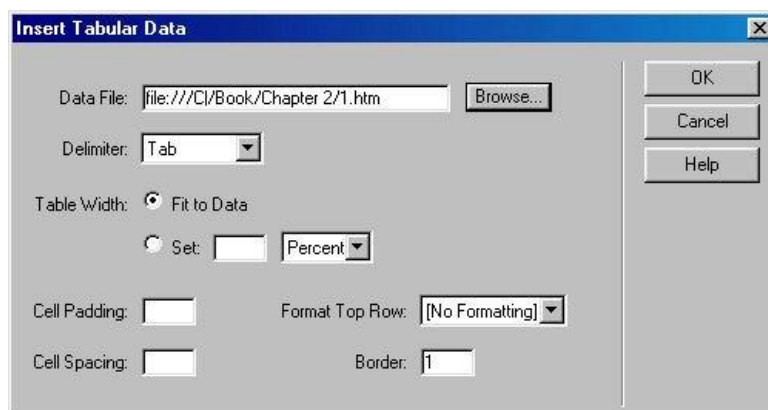 Insert Tabular Data
Data File: file:///C|/Book/Chapter 2/1.htm Browse... OK
Cancel
Delimiter: Tab
Help
Table Width: Fit to Data
Set: Percent
Cell Padding: Format Top Row: [No Formatting]
Cell Spacing: Border: 1